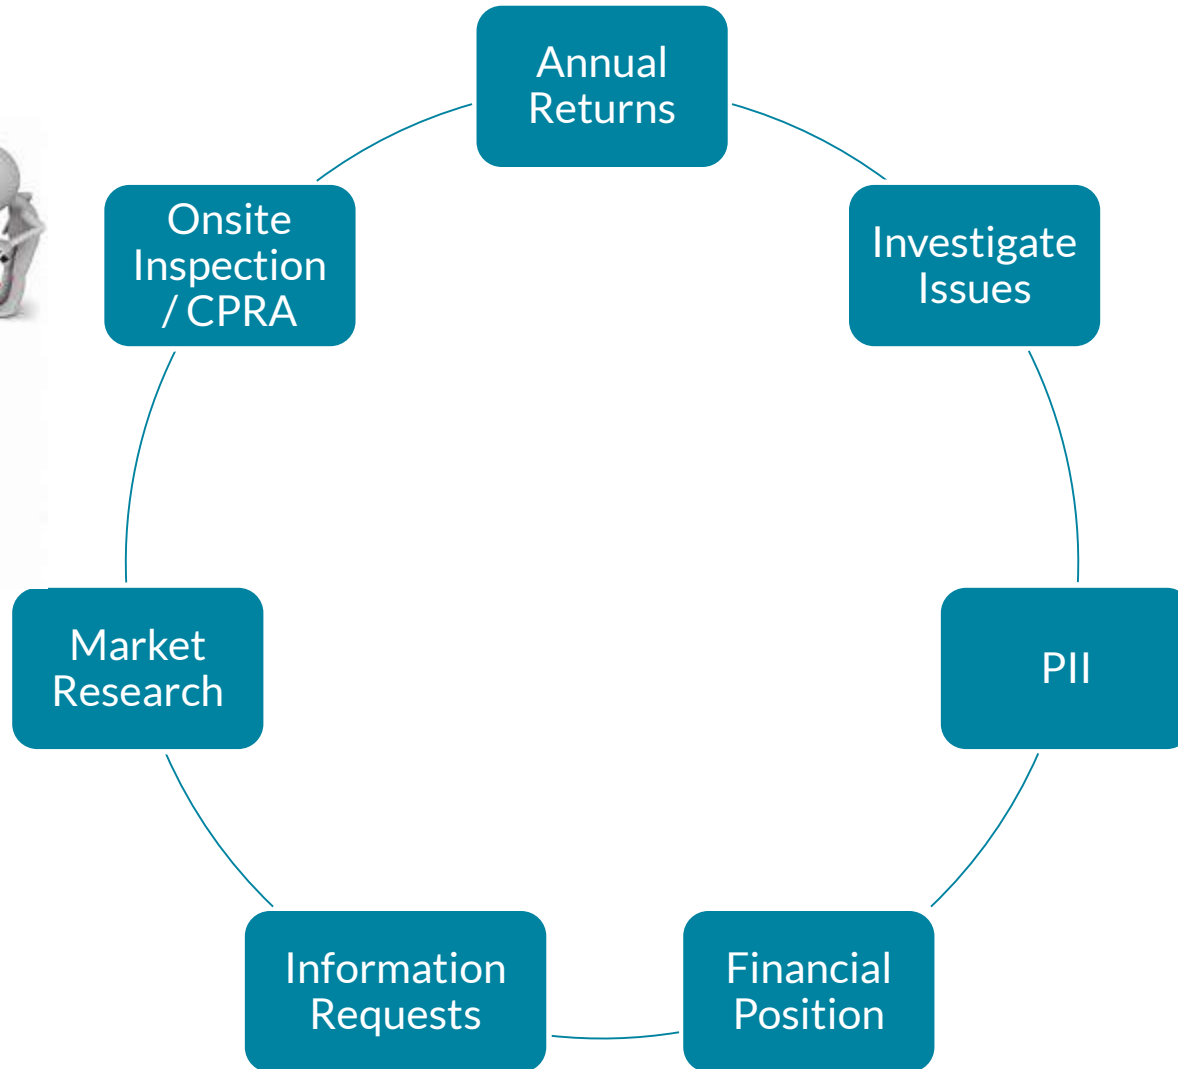 Annual
Returns
Investigate
Issues
PII
Financial
Position
Information
Requests
Market
Research
Onsite
Inspection
/ CPRA